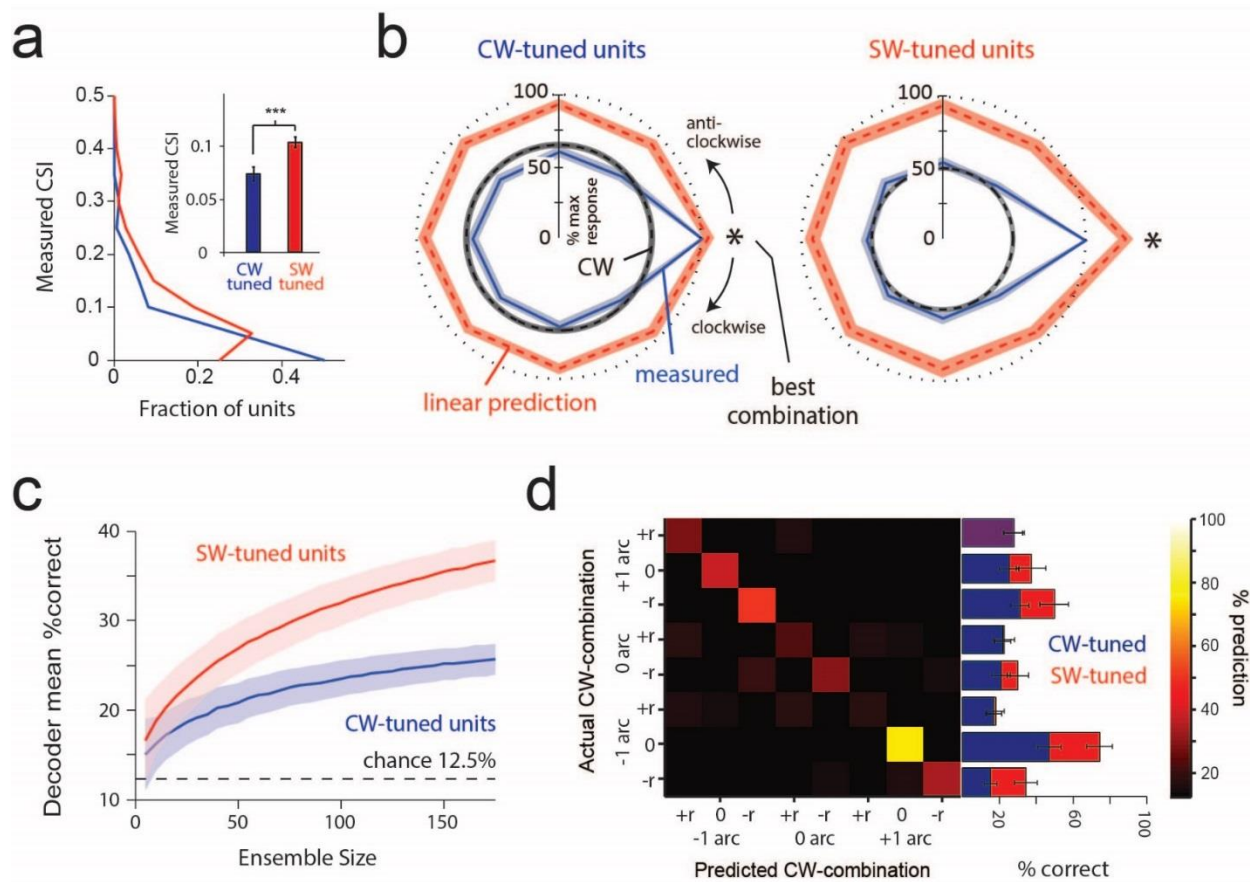 a
Measured CSI
0.5
0.4
0.3
0.2
0.1
0
0
0.2
0.4
Fraction of units
***
Measured CSI
0.1
0.05
0
CW
tuned
SW
tuned
b
CW-tuned units
100
50
0
% max
response
CW
anti-
clockwise
*
clockwise
linear prediction
measured
best
combination
SW-tuned units
100
50
0
*
c
Decoder mean %correct
40
30
20
10
SW-tuned units
CW-tuned units
chance 12.5%
50
100
150
Ensemble Size
d
Actual CW-combination
+1 arc
0 arc
-1 arc
+r
0
-r
+r
-r
+r
0
-r
+r
0
-r
+r
-r
+r
0
-r
-1 arc
0 arc
+1 arc
Predicted CW-combination
CW-tuned
SW-tuned
20
60
100
% correct
100
80
60
40
20
% prediction